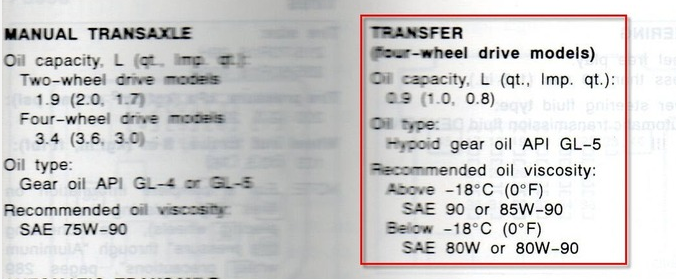 MANUAL TRANSAXLE
Oil capacity, L (qt., Imp. qt.):
Two-wheel drive models
1.9 (2.0, 1.7)
Four-wheel drive models
3.4 (3.6, 3.0)
Oil type:
Gear oil API GL-4 or GL-5
Recommended oil viscosity:
SAE 75W-90
TRANSFER
(four-wheel drive models)
Oil capacity, L (qt., Imp. qt.):
0.9 (1.0, 0.8)
Oil type:
Hypoid gear oil API GL-5
Recommended oil viscosity:
Above -18°C (0°F)
SAE 90 or 85W-90
Below -18°C (0°F)
SAE 80W or 80W-90